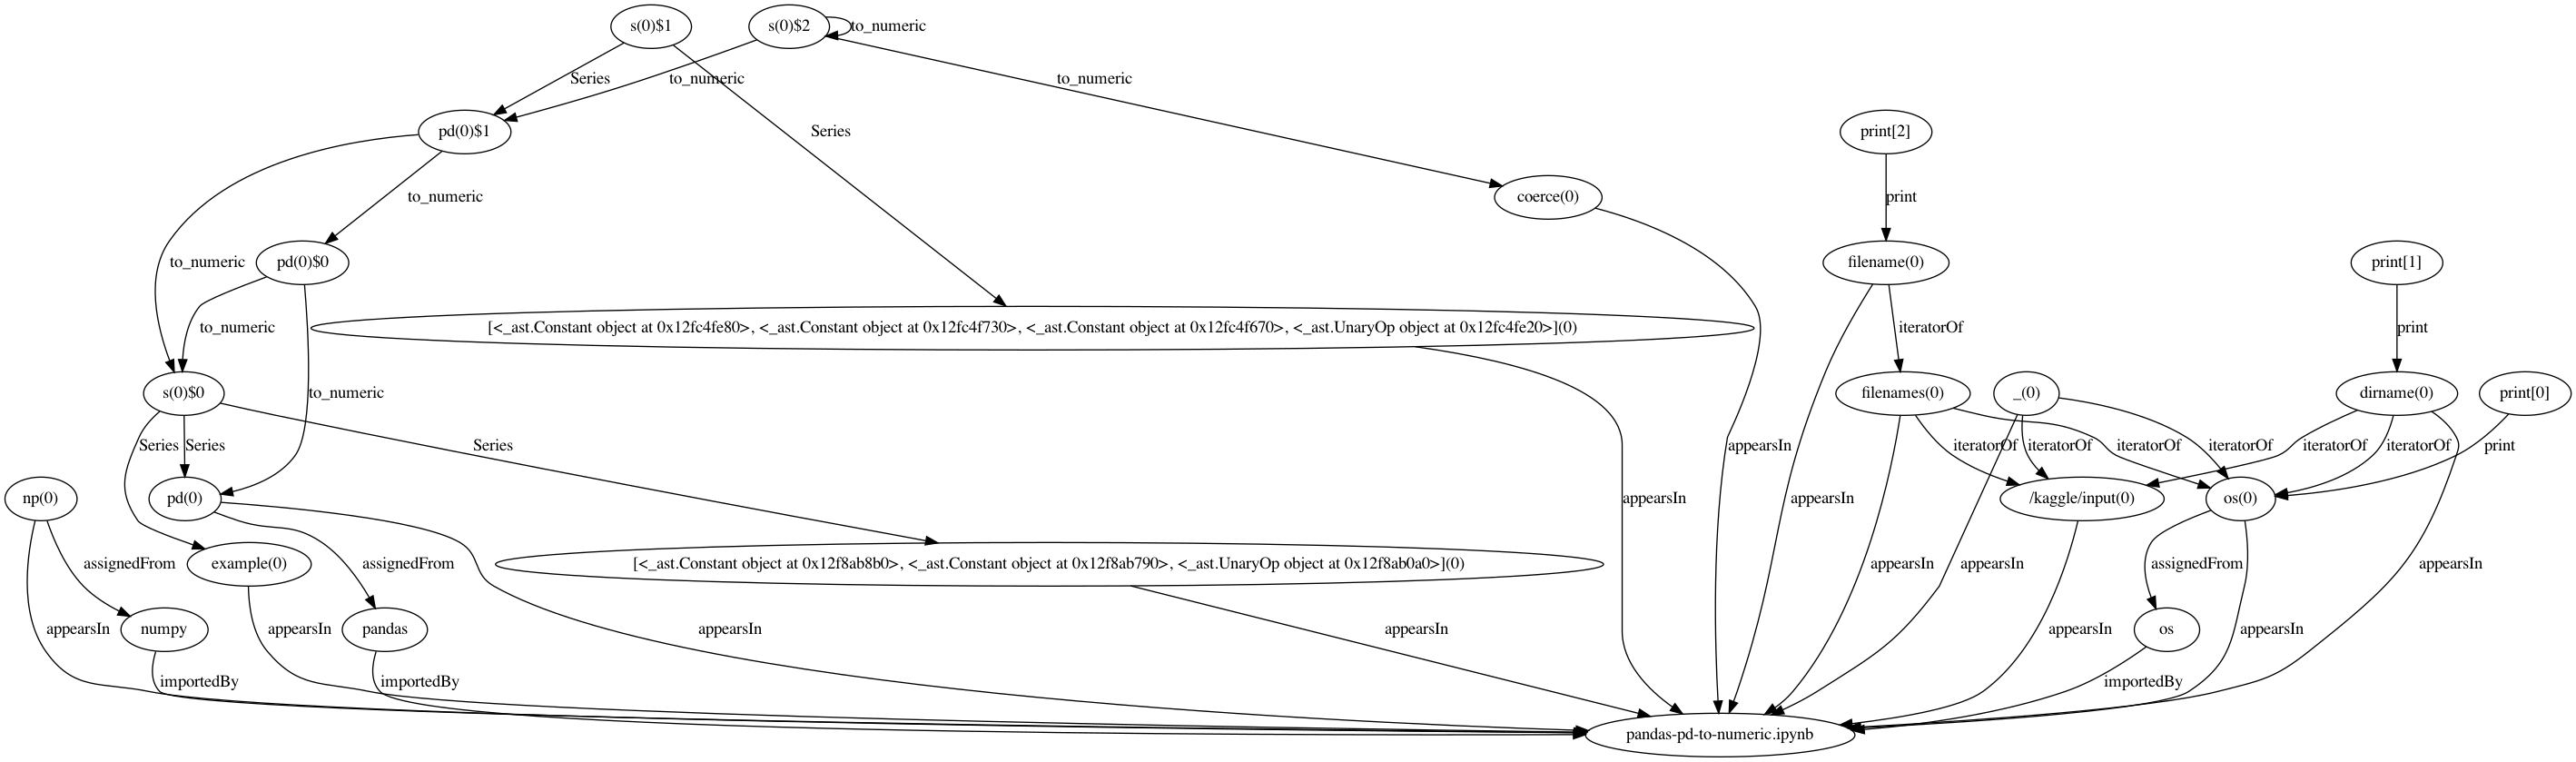 s(0)$1
s(0)$2
to_numeric
Series
to_numeric
to_numeric
pd(0)$1
Series
print[2]
to_numeric
coerce(0)
print
to_numeric
pd(0)$0
filename(0)
print[1]
to_numeric
[<_ast.Constant object at 0x12fc4fe80>, <_ast.Constant object at 0x12fc4f730>, <_ast.Constant object at 0x12fc4f670>, <_ast.UnaryOp object at 0x12fc4fe20>](0)
iteratorOf
print
s(0)$0
to_numeric
filenames(0)
_(0)
dirname(0)
print[0]
Series
Series
Series
appearsIn
iteratorOf
iteratorOf
iteratorOf
iteratorOf
iteratorOf
iteratorOf
print
np(0)
pd(0)
appearsIn
appearsIn
/kaggle/input(0)
os(0)
assignedFrom
example(0)
assignedFrom
[<_ast.Constant object at 0x12f8ab8b0>, <_ast.Constant object at 0x12f8ab790>, <_ast.UnaryOp object at 0x12f8ab0a0>](0)
appearsIn
appearsIn
assignedFrom
appearsIn
appearsIn
numpy
appearsIn
pandas
appearsIn
appearsIn
appearsIn
os
appearsIn
importedBy
importedBy
importedBy
pandas-pd-to-numeric.ipynb